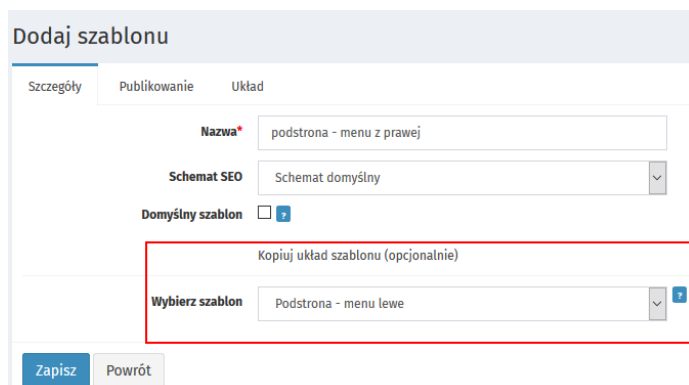 Dodaj szablonu
Szczegóły Publikowanie Układ
Nazwa* podstrona - menu z prawej
Schemat SEO Schemat domyślny
Domyślny szablon ?
Kopiuj układ szablonu (opcjonalnie)
Wybierz szablon Podstrona - menu lewe ?
Zapisz Powrót